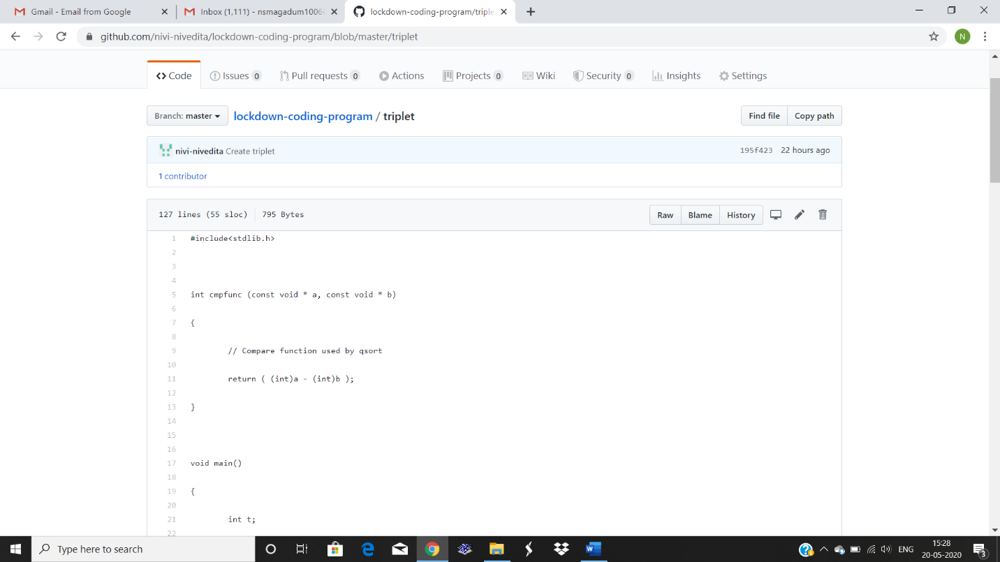 Gmail - Email from Google
Inbox (1,111) - nsmagadum1006
lockdown-coding-program/triple
github.com/nivi-nivedita/lockdown-coding-program/blob/master/triplet
N
<> Code
Issues 0
Pull requests 0
Actions
Projects 0
Wiki
Security 0
Insights
Settings
Branch: master
lockdown-coding-program / triplet
Find file
Copy path
nivi-nivedita Create triplet
195f423 22 hours ago
1 contributor
127 lines (55 sloc) 795 Bytes
Raw
Blame
History
1 #include<stdlib.h>
2
3
4
5 int cmpfunc (const void * a, const void * b)
6
7 {
8
9 // Compare function used by qsort
10
11 return ( (int)a - (int)b );
12
13 }
14
15
16
17 void main()
18
19 {
20
21 int t;
22
Type here to search
ENG
15:28
20-05-2020
3